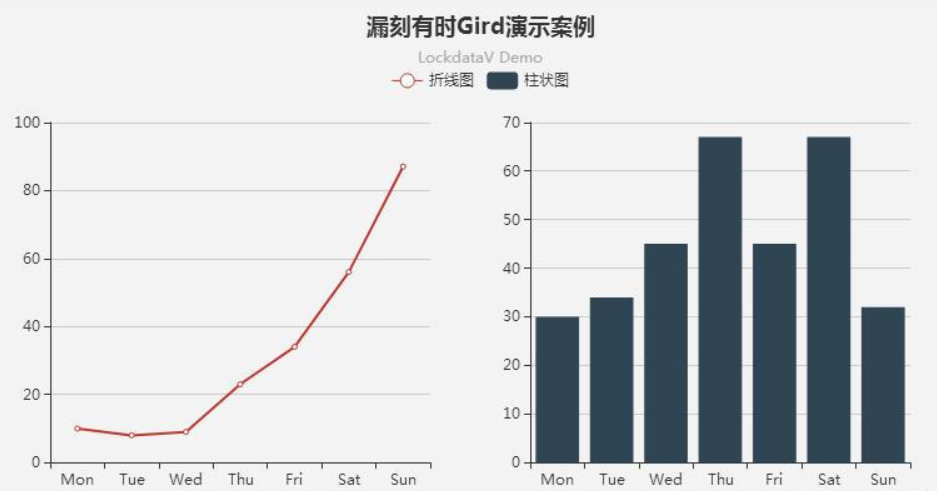 漏刻有时Gird演示案例
LockdataV Demo
折线图 柱状图
100
80
60
40
20
0
Mon Tue Wed Thu Fri Sat Sun
70
60
50
40
30
20
10
0
Mon Tue Wed Thu Fri Sat Sun